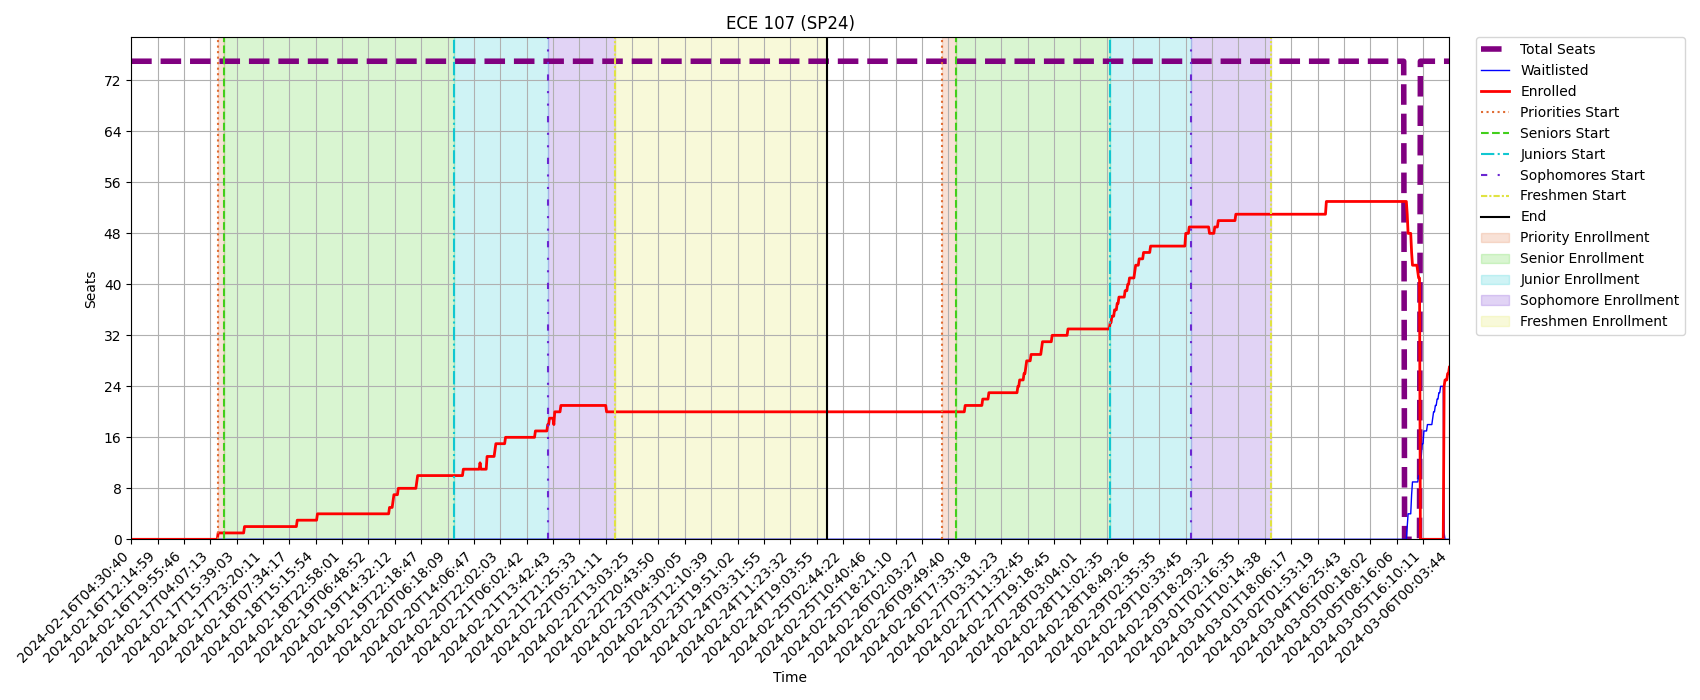 ECE 107 (SP24)
Total Seats
Waitlisted
Enrolled
Priorities Start
Seniors Start
Juniors Start
Sophomores Start
Freshmen Start
End
Priority Enrollment
Senior Enrollment
Junior Enrollment
Sophomore Enrollment
Freshmen Enrollment
Seats
72
64
56
48
40
32
24
16
8
0
2024-02-16T04:30:40
2024-02-16T12:14:59
2024-02-16T19:55:46
2024-02-17T04:07:13
2024-02-17T15:39:03
2024-02-17T23:20:11
2024-02-18T07:34:17
2024-02-18T15:15:54
2024-02-18T22:58:01
2024-02-19T06:48:52
2024-02-19T14:32:12
2024-02-19T22:18:47
2024-02-20T06:18:09
2024-02-20T14:06:47
2024-02-20T22:02:03
2024-02-21T06:02:42
2024-02-21T13:42:43
2024-02-21T21:25:33
2024-02-22T05:21:11
2024-02-22T13:03:25
2024-02-22T20:43:50
2024-02-23T04:30:05
2024-02-23T12:10:39
2024-02-23T19:51:02
2024-02-24T03:31:55
2024-02-24T11:23:32
2024-02-24T19:03:55
2024-02-25T02:44:22
2024-02-25T10:40:46
2024-02-25T18:21:10
2024-02-26T02:03:27
2024-02-26T09:49:40
2024-02-26T17:33:18
2024-02-27T03:31:23
2024-02-27T11:32:45
2024-02-27T19:18:45
2024-02-28T03:04:01
2024-02-28T11:02:35
2024-02-28T18:49:26
2024-02-29T02:35:35
2024-02-29T10:33:45
2024-02-29T18:29:32
2024-03-01T02:16:35
2024-03-01T10:14:38
2024-03-01T18:06:17
2024-03-02T01:53:19
2024-03-04T16:25:43
2024-03-05T00:18:02
2024-03-05T08:16:06
2024-03-05T16:10:11
2024-03-06T00:03:44
Time